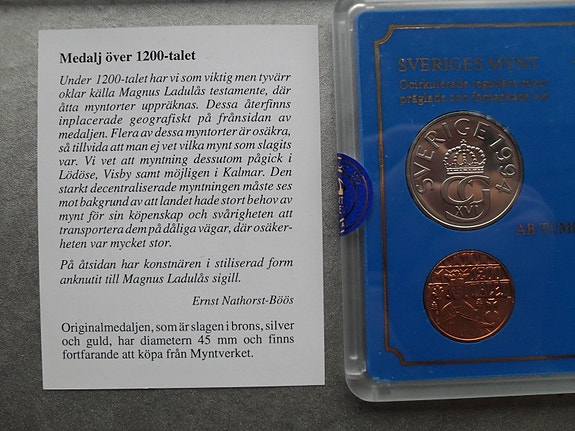 Medalj över 1200-talet
Under 1200-talet har vi som viktig men tyvärr
oklar källa Magnus Ladulås testamente, där
åtta myntorter uppräknas. Dessa återfinns
inplacerade geografiskt på frånsidan av
medaljen. Flera av dessa myntorter är osäkra,
så tillvida att man ej vet vilka mynt som slagits
var. Vi vet att myntning dessutom pågick i
Lödöse, Visby samt möjligen i Kalmar. Den
starkt decentraliserade myntningen måste ses
mot bakgrund av att landet hade stort behov av
mynt för sin köpenskap och svårigheten att
transportera dem på dåliga vägar, där osäker-
heten var mycket stor.
På åtsidan har konstnären i stiliserad form
anknutit till Magnus Ladulås sigill.
Ernst Nathorst-Böös
Originalmedaljen, som är slagen i brons, silver
och guld, har diametern 45 mm och finns
fortfarande att köpa från Myntverket.
SVERIGES MYNT
Ocirkulerade
präglade och
SVERIGE 1994
XVI
AB